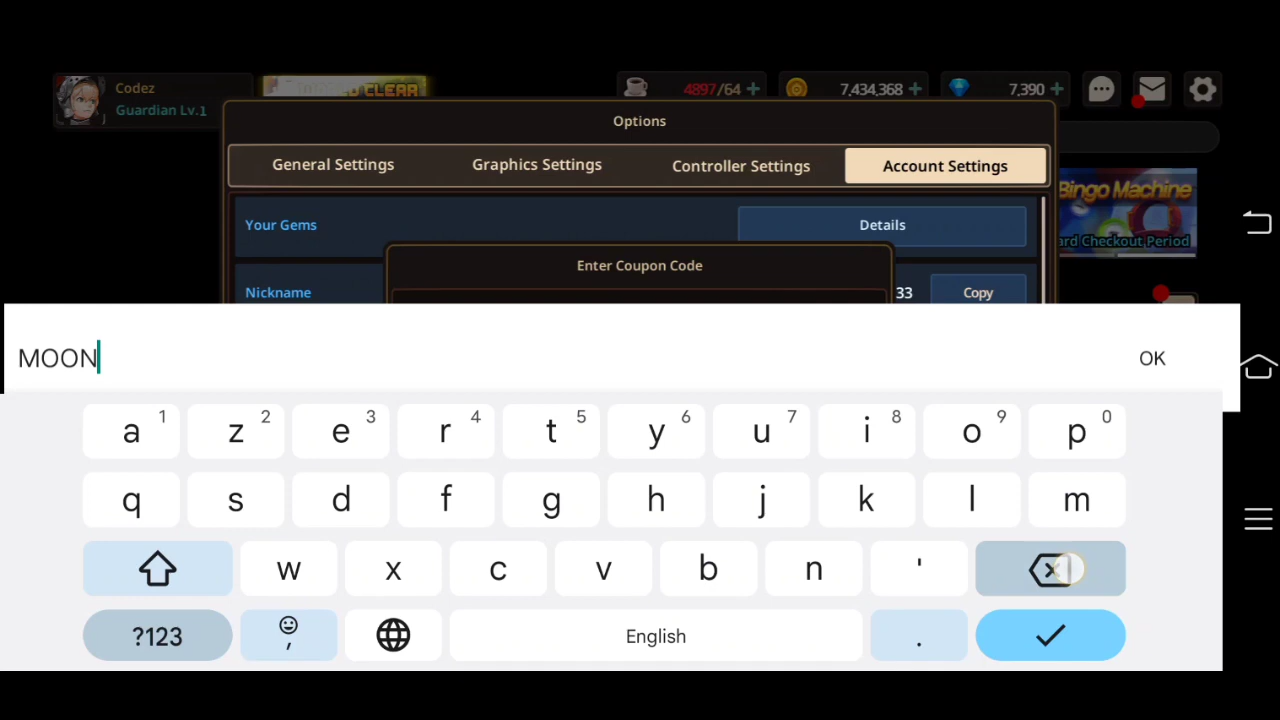 Codez
Guardian Lv.1
CLEAR
4897/64 +
7,434,368 +
7,390 +
Options
General Settings
Graphics Settings
Controller Settings
Account Settings
Bingo Machine
ard Checkout Period
Your Gems
Details
Enter Coupon Code
Nickname
33
Copy
MOON
OK
a 1 z 2 e 3 r 4 t 5 y 6 u 7 i 8 o 9 p 0
q s d f g h j k l m
w x c v b n '
?123 , English .